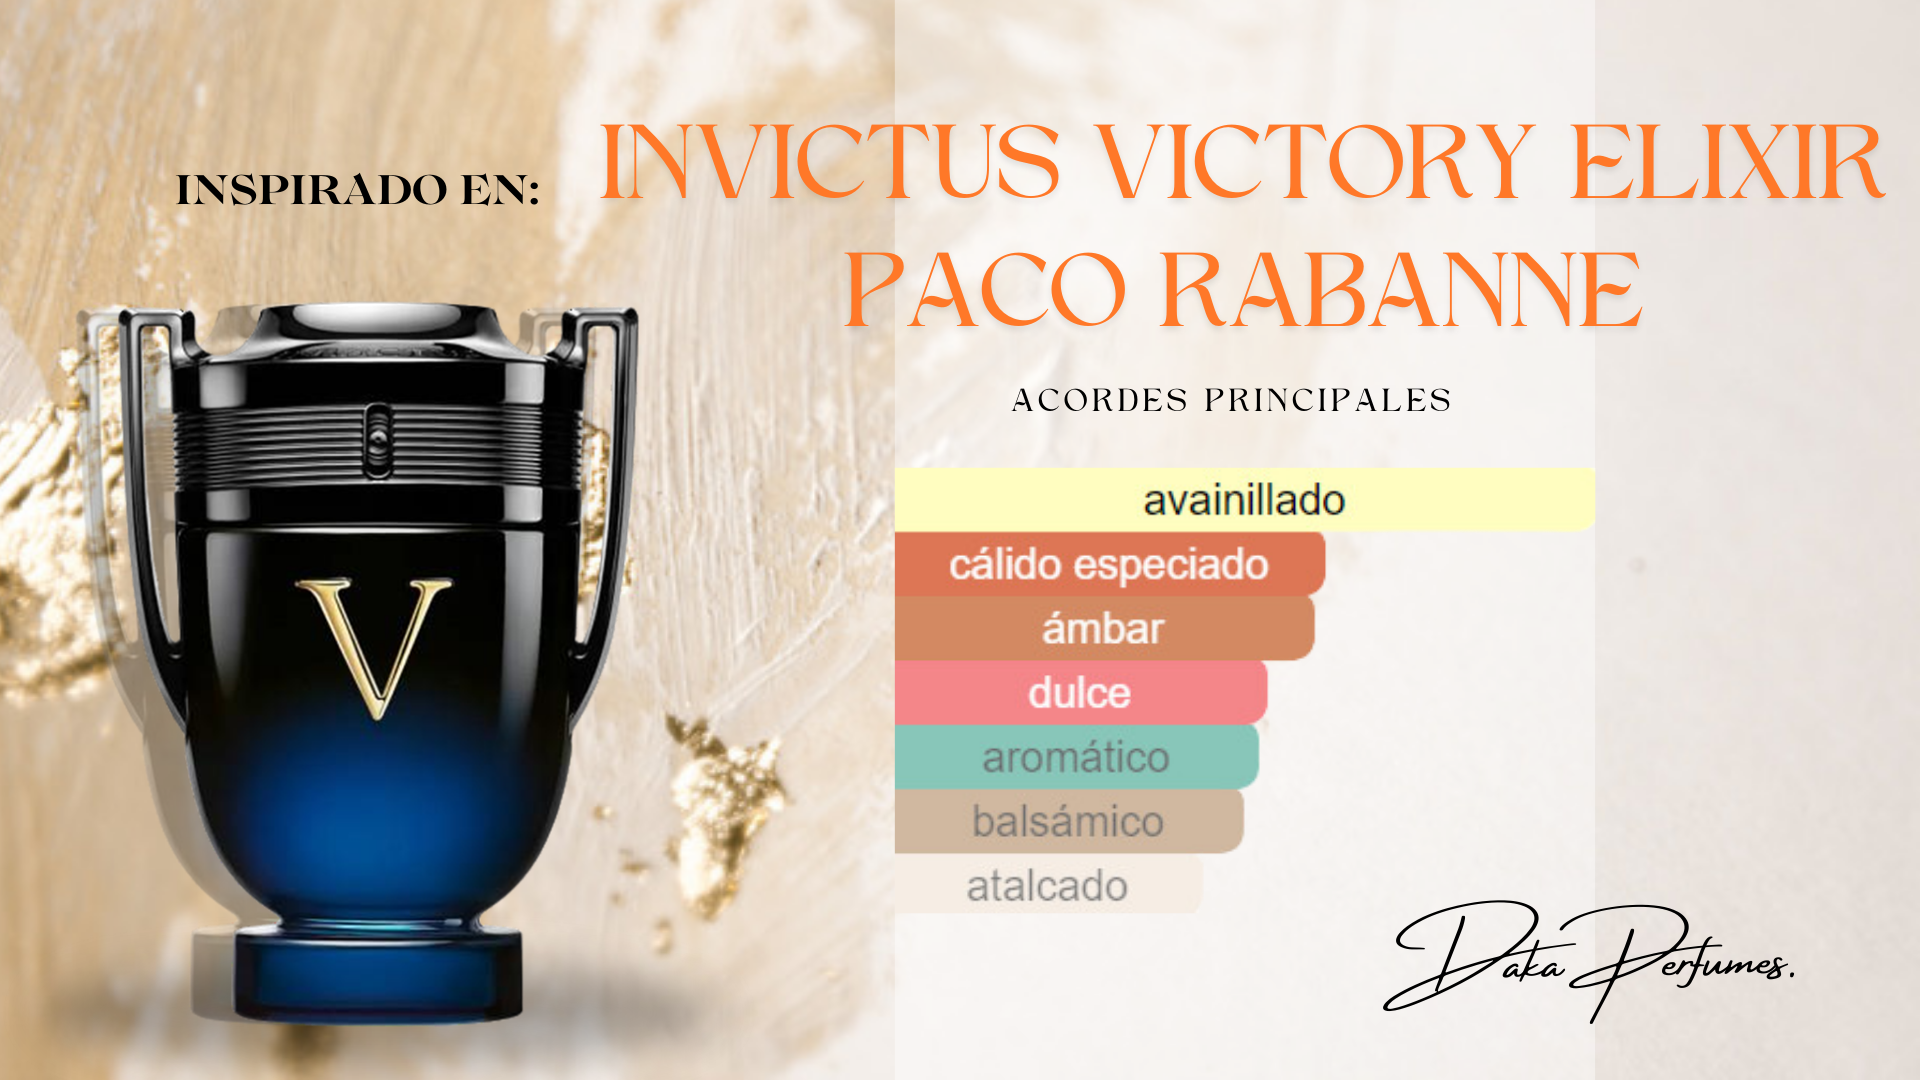 INSPIRADO EN:
INVICTUS VICTORY ELIXIR
PACO RABANNE
ACORDES PRINCIPALES
avainillado
cálido especiado
ámbar
dulce
aromático
balsámico
atalcado
V
Daka Perfumes.